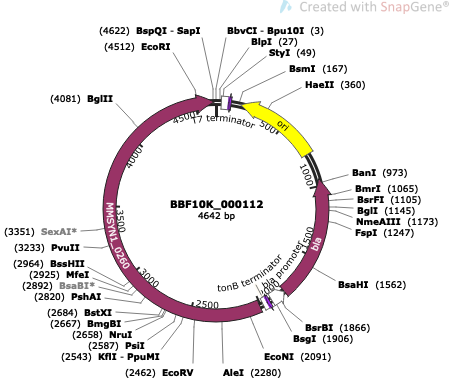 Created with SnapGene®
(4622) BspQI - SapI
BbvCI - Bpu10I (3)
(4512) EcoRI
BlpI (27)
StyI (49)
BsmI (167)
HaeII (360)
(4081) BglII
T7 terminator
ori
4500
500
4000
1000
BanI (973)
BmrI (1065)
BsrFI (1105)
BglI (1145)
NmeAIII (1173)
FspI (1247)
BBF10K_000112
4642 bp
MMSYN1_0260
3500
bla
1500
(3351) SexAI*
(3233) PvuII
(2964) BssHII
(2925) MfeI
(2892) BsaBI*
(2820) PshAI
(2684) BstXI
(2667) BmgBI
(2658) NruI
(2587) PsiI
(2543) KflI - PpuMI
(2462) EcoRV
AleI (2280)
EcoNI (2091)
BsgI (1906)
BsrBI (1866)
BsaHI (1562)
tonB terminator
bla promoter
3000
2500